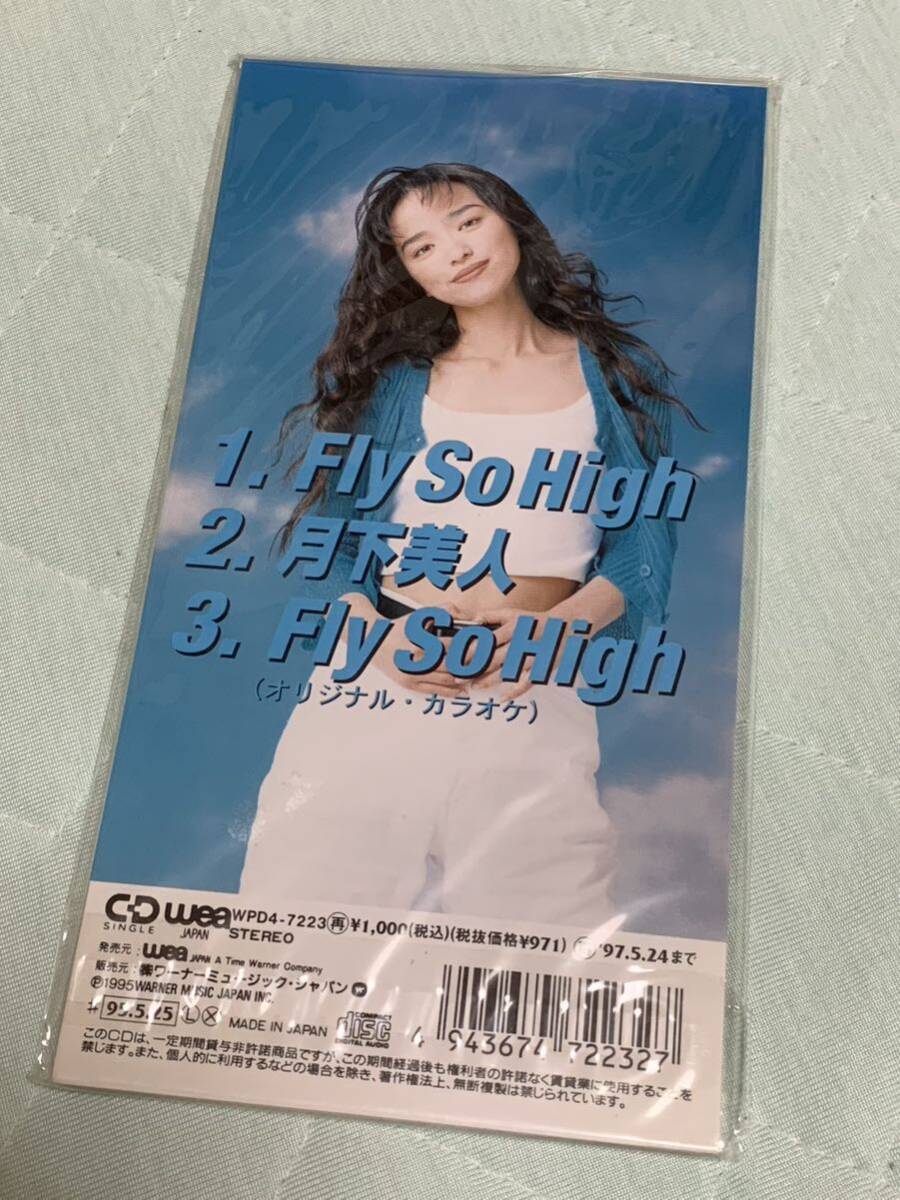 1. Fly So High
2. 月下美人
3. Fly So High
(オリジナル・カラオケ)
CD SINGLE wea JAPAN WPD4-7223 STEREO 再 ¥1,000(税込)(税抜価格¥971) '97.5.24まで
発売元:wea JAPAN A Time Warner Company
販売元:㈱ワーナーミュージック・ジャパン
℗1995 WARNER MUSIC JAPAN INC.
# 95.5.25 L X MADE IN JAPAN COMPACT disc DIGITAL AUDIO
4 943674 722327
このCDは、一定期間貸与非許諾商品ですが、この期間経過後も権利者の許諾なく賃貸業に使用することを
禁じます。また、個人的に利用するなどの場合を除き、著作権法上、無断複製は禁じられています。